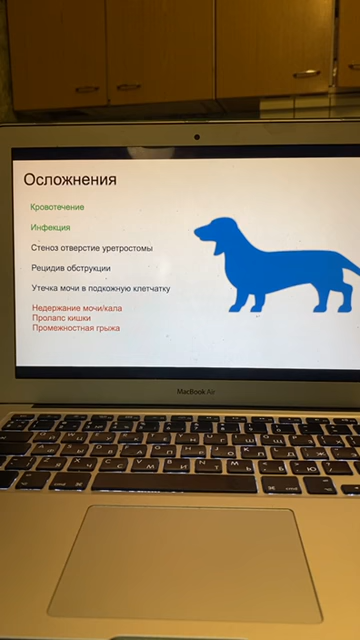 Осложнения
Кровотечение
Инфекция
Стеноз отверстие уретростомы
Рецидив обструкции
Утечка мочи в подкожную клетчатку
Недержание мочи/кала
Пролапс кишки
Промежностная грыжа
MacBook Air